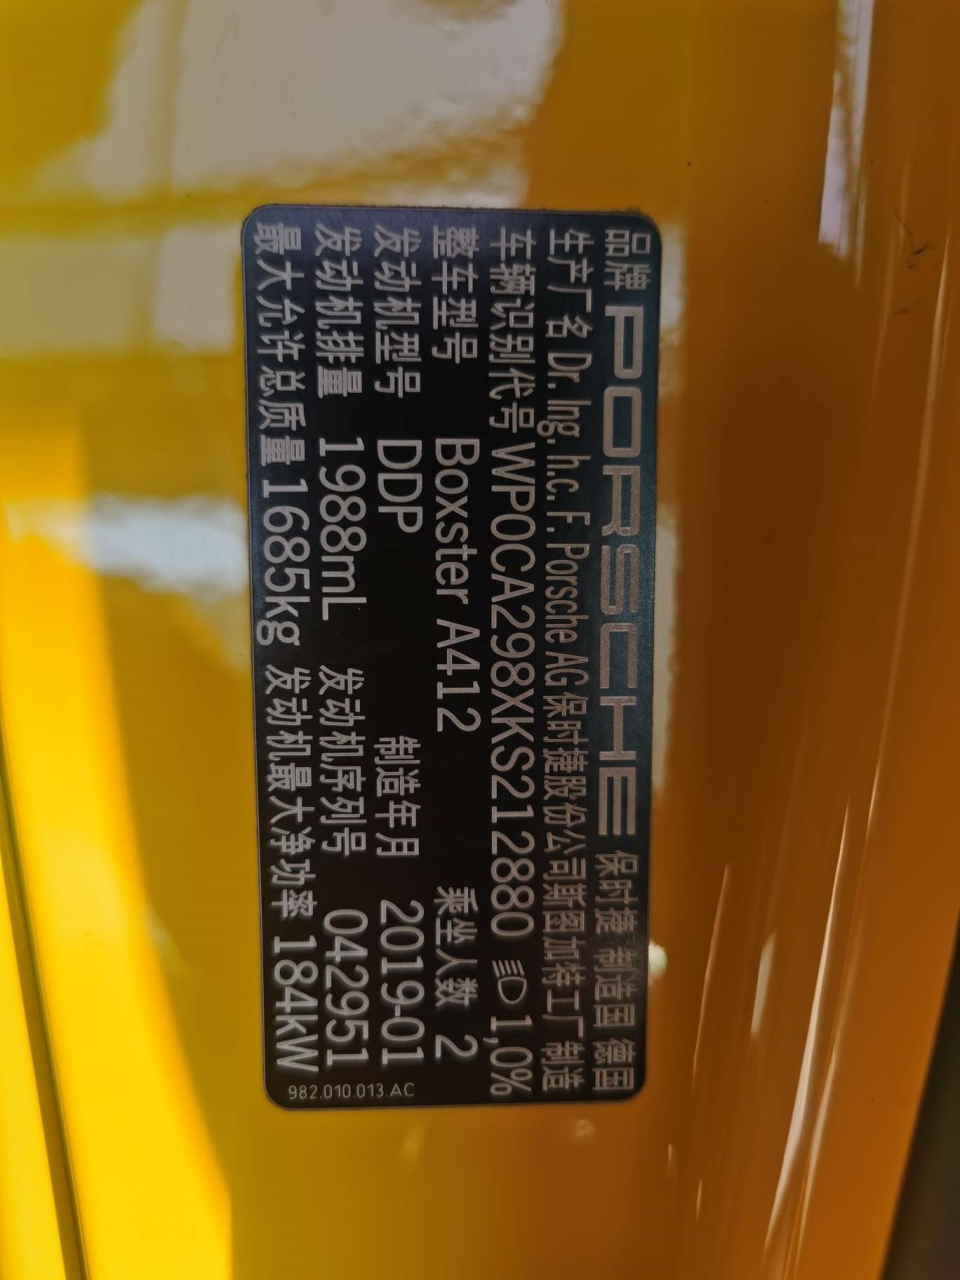 品牌 PORSCHE 保时捷 制造国 德国
生产厂名 Dr. Ing. h.c. F. Porsche AG 保时捷股份公司斯图加特工厂制造
车辆识别代号 WP0CA298XKS212880 1,0%
整车型号 Boxster A412 乘坐人数 2
发动机型号 DDP 制造年月 2019-01
发动机排量 1988mL 发动机序列号 042951
最大允许总质量 1685kg 发动机最大净功率 184kW
982.010.013.AC